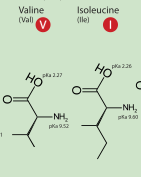 Valine
(Val)
V
Isoleucine
(Ile)
I
HO
pKa 2.27
O
NH2
pKa 9.52
HO
pKa 2.26
O
NH2
pKa 9.60